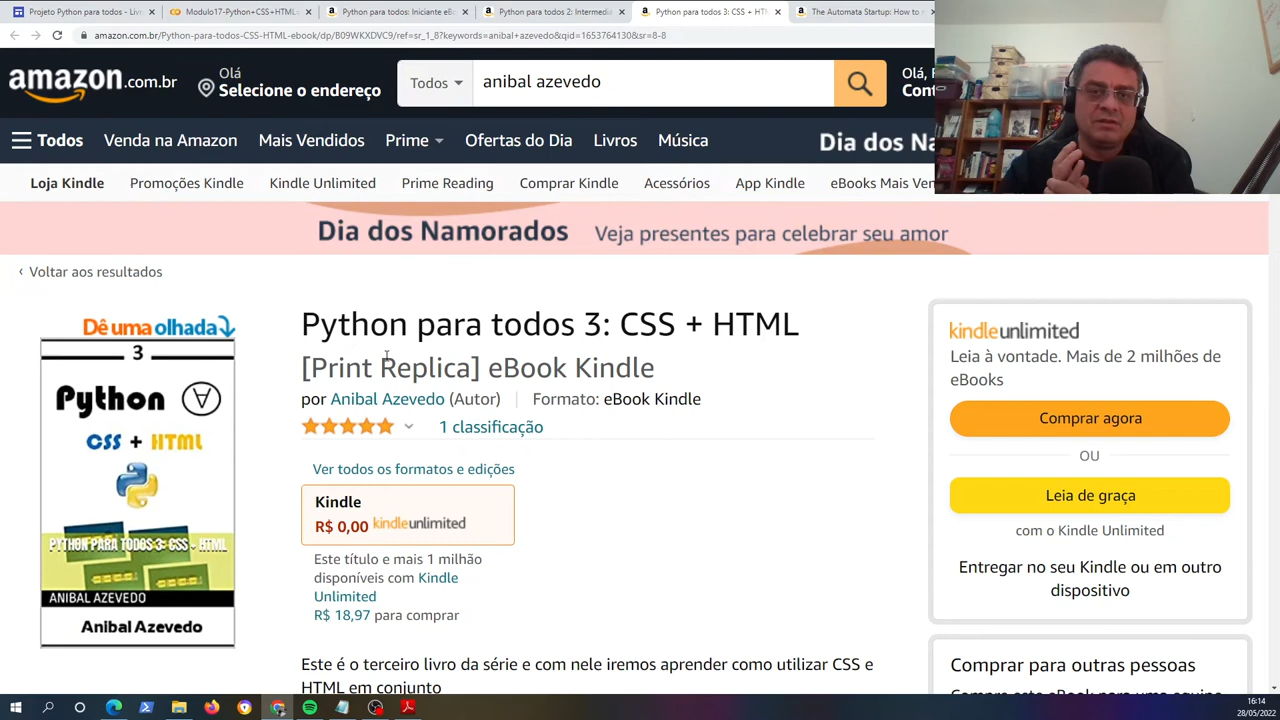 Projeto Python para todos - Livr
Modulo17-Python+CSS+HTML-
Python para todos: Iniciante eBo
Python para todos 2: Intermedia
Python para todos 3: CSS + HTM
The Automata Startup: How to s
amazon.com.br/Python-para-todos-CSS-HTML-ebook/dp/B09WKXDVC9/ref=sr_1_8?keywords=anibal+azevedo&qid=1653764130&sr=8-8
amazon.com.br
Olá
Selecione o endereço
Todos
anibal azevedo
Olá, F
Cont
Todos
Venda na Amazon
Mais Vendidos
Prime
Ofertas do Dia
Livros
Música
Dia dos Na
Loja Kindle
Promoções Kindle
Kindle Unlimited
Prime Reading
Comprar Kindle
Acessórios
App Kindle
eBooks Mais Ven
Dia dos Namorados Veja presentes para celebrar seu amor
‹ Voltar aos resultados
Dê uma olhada
3
Python
CSS + HTML
PYTHON PARA TODOS 3: CSS + HTML
ANIBAL AZEVEDO
Anibal Azevedo
Python para todos 3: CSS + HTML
[Print Replica] eBook Kindle
por Anibal Azevedo (Autor) | Formato: eBook Kindle
1 classificação
Ver todos os formatos e edições
Kindle
R$ 0,00 kindleunlimited
Este título e mais 1 milhão
disponíveis com Kindle
Unlimited
R$ 18,97 para comprar
Este é o terceiro livro da série e com nele iremos aprender como utilizar CSS e
HTML em conjunto
kindleunlimited
Leia à vontade. Mais de 2 milhões de
eBooks
Comprar agora
OU
Leia de graça
com o Kindle Unlimited
Entregar no seu Kindle ou em outro
dispositivo
Comprar para outras pessoas
16:14
28/05/2022